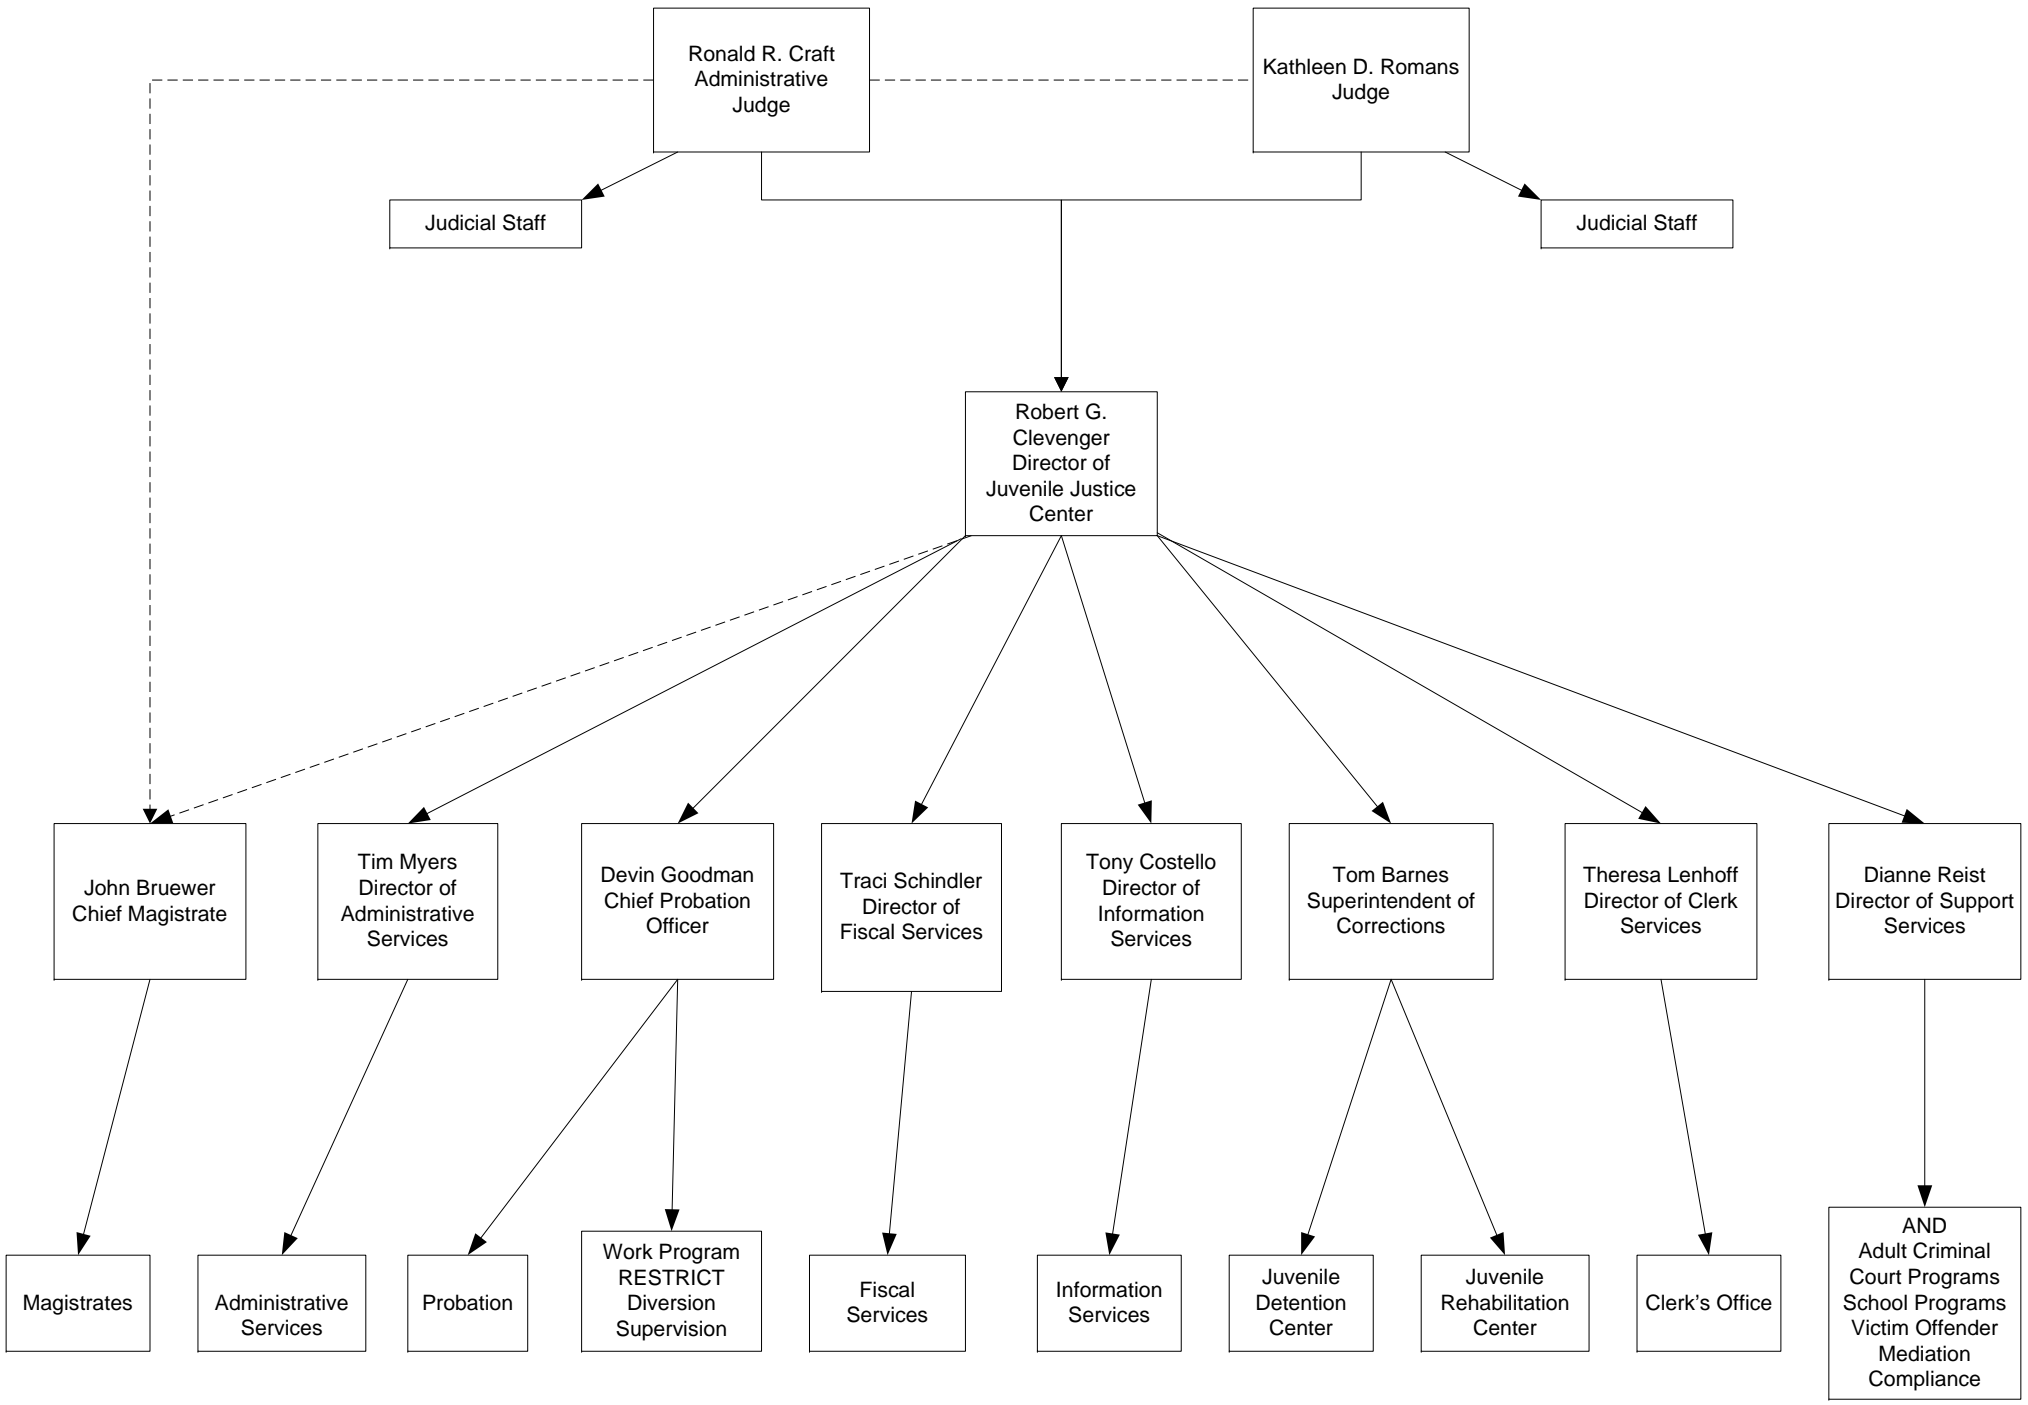 Ronald R. Craft
Administrative
Judge
Kathleen D. Romans
Judge
Judicial Staff
Judicial Staff
Robert G.
Clevenger
Director of
Juvenile Justice
Center
John Bruewer
Chief Magistrate
Tim Myers
Director of
Administrative
Services
Devin Goodman
Chief Probation
Officer
Traci Schindler
Director of
Fiscal Services
Tony Costello
Director of
Information
Services
Tom Barnes
Superintendent of
Corrections
Theresa Lenhoff
Director of Clerk
Services
Dianne Reist
Director of Support
Services
Magistrates
Administrative
Services
Probation
Work Program
RESTRICT
Diversion
Supervision
Fiscal
Services
Information
Services
Juvenile
Detention
Center
Juvenile
Rehabilitation
Center
Clerk’s Office
AND
Adult Criminal
Court Programs
School Programs
Victim Offender
Mediation
Compliance